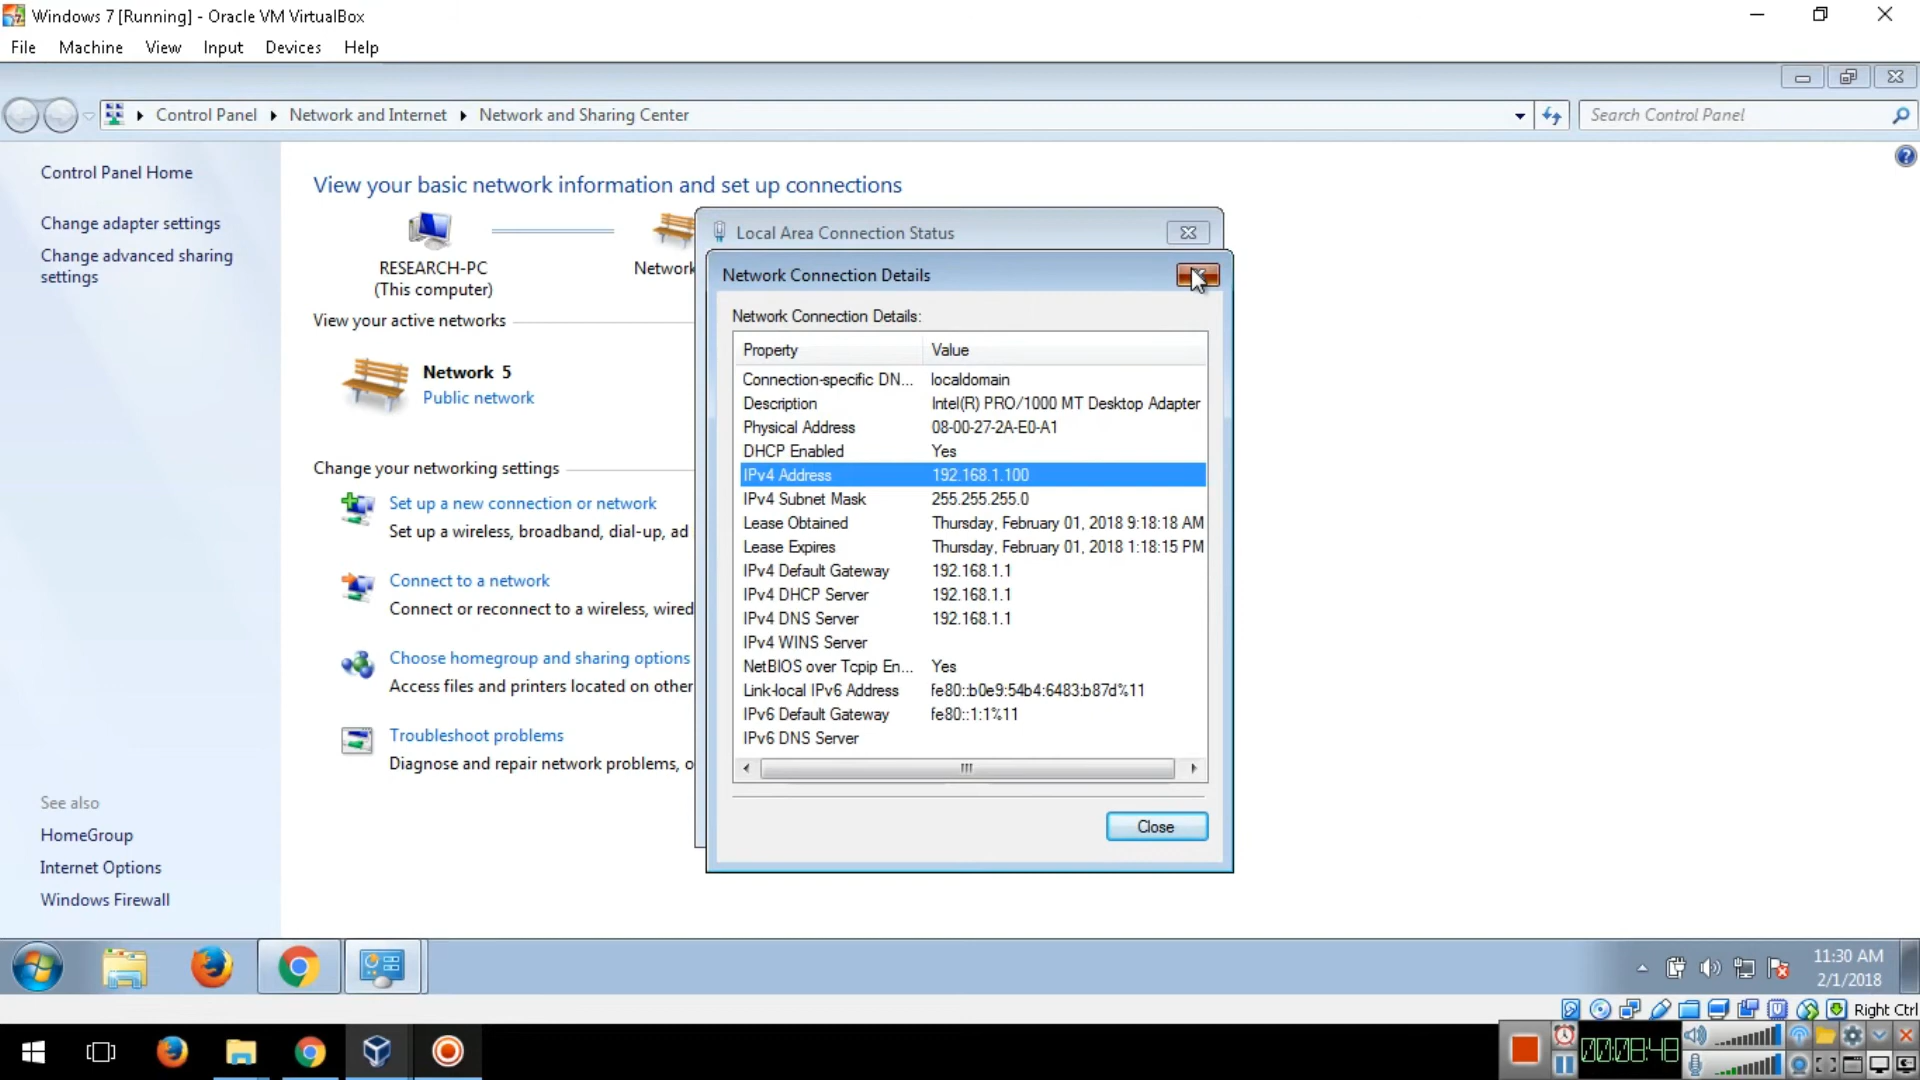 Windows 7 [Running] - Oracle VM VirtualBox
File Machine View Input Devices Help
Control Panel Network and Internet Network and Sharing Center
Search Control Panel
Control Panel Home
Change adapter settings
Change advanced sharing
settings
See also
HomeGroup
Internet Options
Windows Firewall
View your basic network information and set up connections
RESEARCH-PC
(This computer)
Network
View your active networks
Network 5
Public network
Change your networking settings
Set up a new connection or network
Set up a wireless, broadband, dial-up, ad
Connect to a network
Connect or reconnect to a wireless, wired
Choose homegroup and sharing options
Access files and printers located on other
Troubleshoot problems
Diagnose and repair network problems, o
Local Area Connection Status
Network Connection Details
Network Connection Details:
Property Value
Connection-specific DN... localdomain
Description Intel(R) PRO/1000 MT Desktop Adapter
Physical Address 08-00-27-2A-E0-A1
DHCP Enabled Yes
IPv4 Address 192.168.1.100
IPv4 Subnet Mask 255.255.255.0
Lease Obtained Thursday, February 01, 2018 9:18:18 AM
Lease Expires Thursday, February 01, 2018 1:18:15 PM
IPv4 Default Gateway 192.168.1.1
IPv4 DHCP Server 192.168.1.1
IPv4 DNS Server 192.168.1.1
IPv4 WINS Server
NetBIOS over Tcpip En... Yes
Link-local IPv6 Address fe80::b0e9:54b4:6483:b87d%11
IPv6 Default Gateway fe80::1:1%11
IPv6 DNS Server
Close
11:30 AM
2/1/2018
Right Ctrl
00:08:48